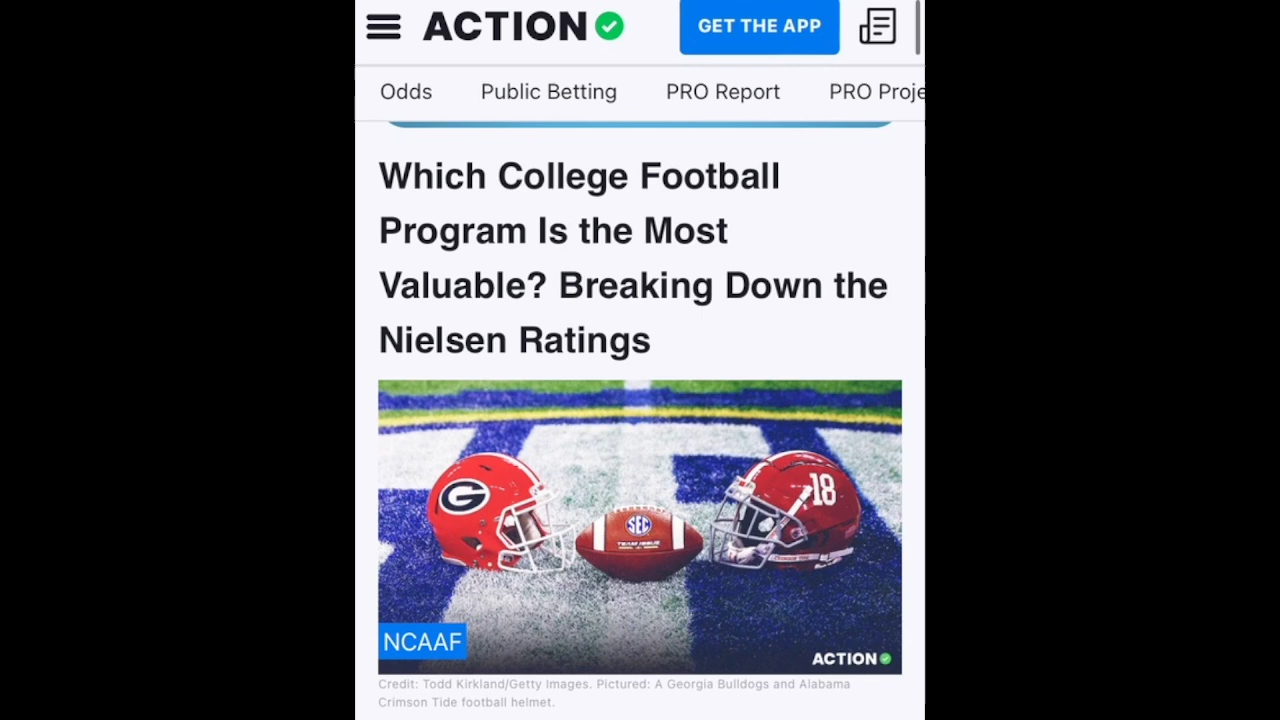 ACTION
GET THE APP
Odds Public Betting PRO Report PRO Proje
Which College Football
Program Is the Most
Valuable? Breaking Down the
Nielsen Ratings
G
18
SEC
TEAM ISSUE
NCAAF
ACTION
Credit: Todd Kirkland/Getty Images. Pictured: A Georgia Bulldogs and Alabama
Crimson Tide football helmet.